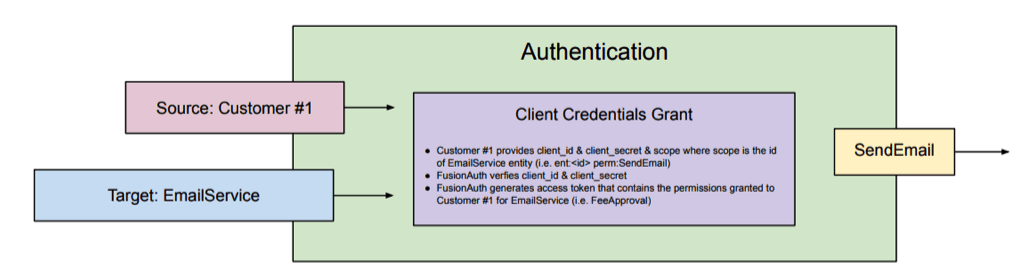 Authentication
Source: Customer #1
Client Credentials Grant
● Customer #1 provides client_id & client_secret & scope where scope is the id
of EmailService entity (i.e. ent:<id> perm:SendEmail)
● FusionAuth verfies client_id & client_secret
● FusionAuth generates access token that contains the permissions granted to
Customer #1 for EmailService (i.e. FeeApproval)
SendEmail
Target: EmailService